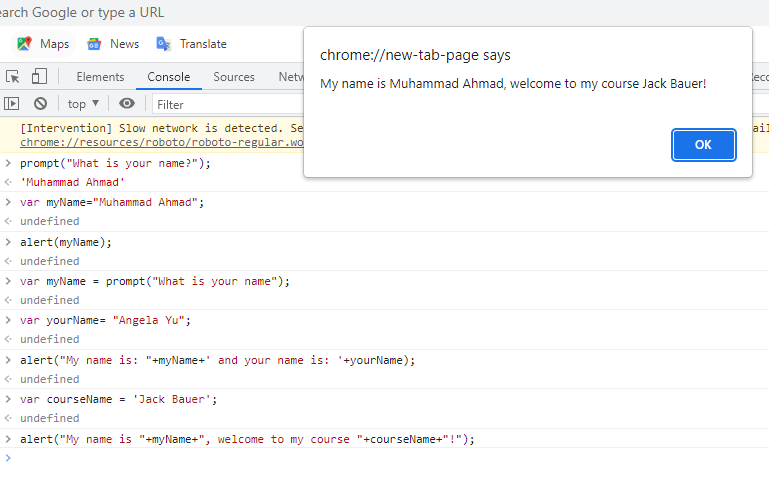 earch Google or type a URL
Maps News Translate
chrome://new-tab-page says
My name is Muhammad Ahmad, welcome to my course Jack Bauer!
OK
Elements Console Sources
top ▼ Filter
[Intervention] Slow network is detected. Se
chrome://resources/roboto/roboto-regular.wo
> prompt("What is your name?");
<· 'Muhammad Ahmad'
> var myName="Muhammad Ahmad";
<· undefined
> alert(myName);
<· undefined
> var myName = prompt("What is your name");
<· undefined
> var yourName= "Angela Yu";
<· undefined
> alert("My name is: "+myName+' and your name is: '+yourName);
<· undefined
> var courseName = 'Jack Bauer';
<· undefined
> alert("My name is "+myName+", welcome to my course "+courseName+"!");
>